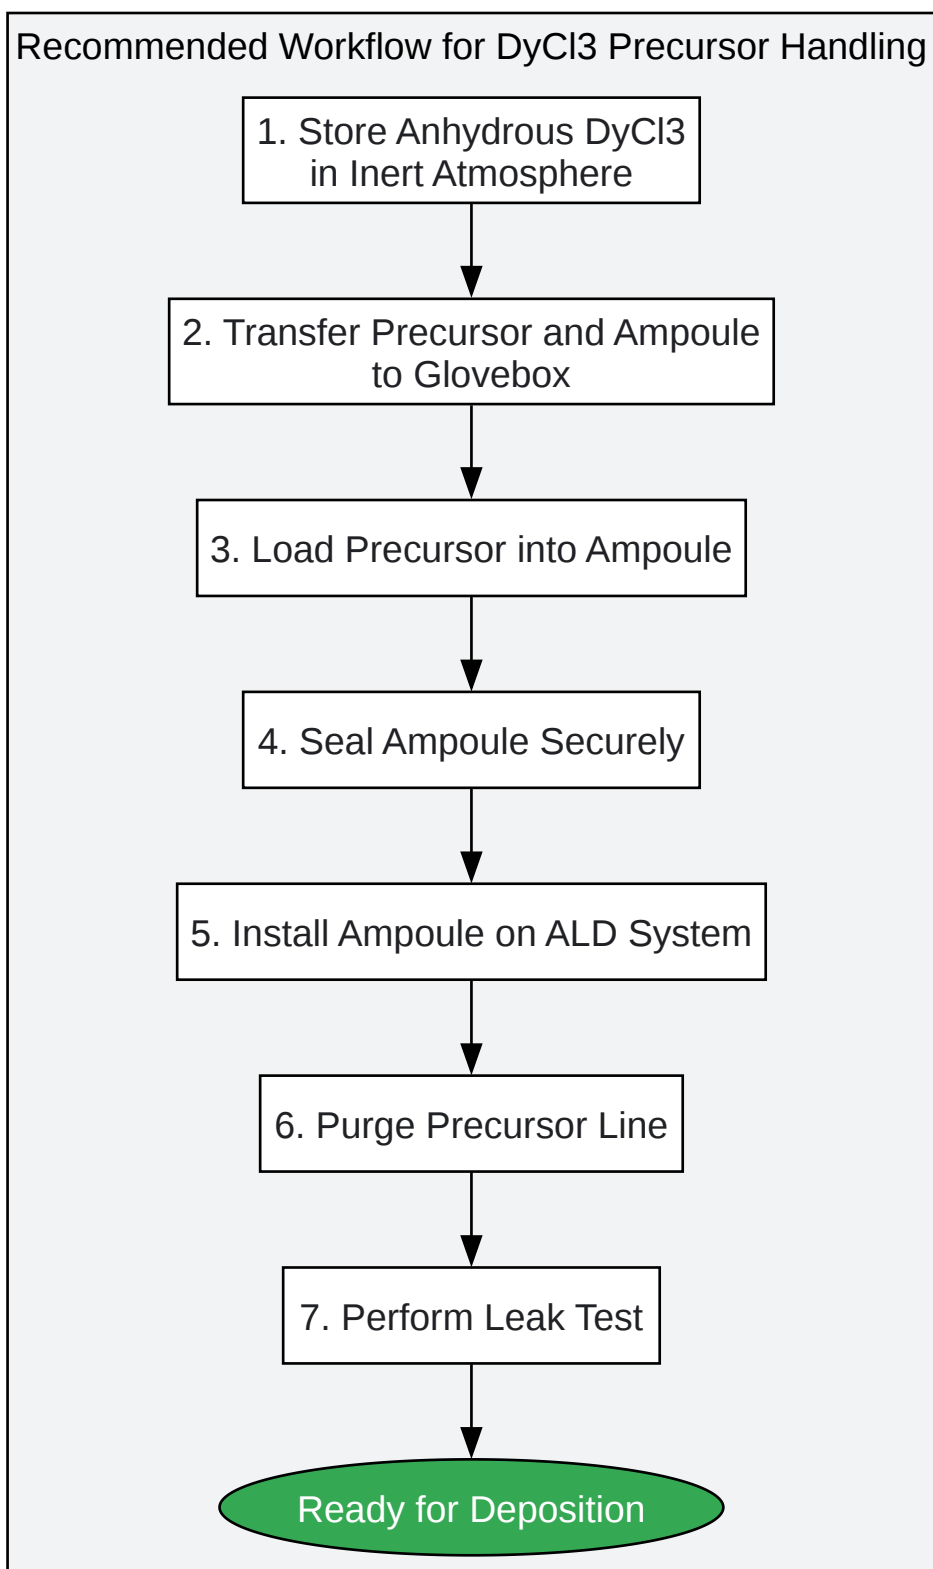 Recommended Workflow for DyCl3 Precursor Handling
1. Store Anhydrous DyCl3
in Inert Atmosphere
2. Transfer Precursor and Ampoule
to Glovebox
3. Load Precursor into Ampoule
4. Seal Ampoule Securely
5. Install Ampoule on ALD System
6. Purge Precursor Line
7. Perform Leak Test
Ready for Deposition